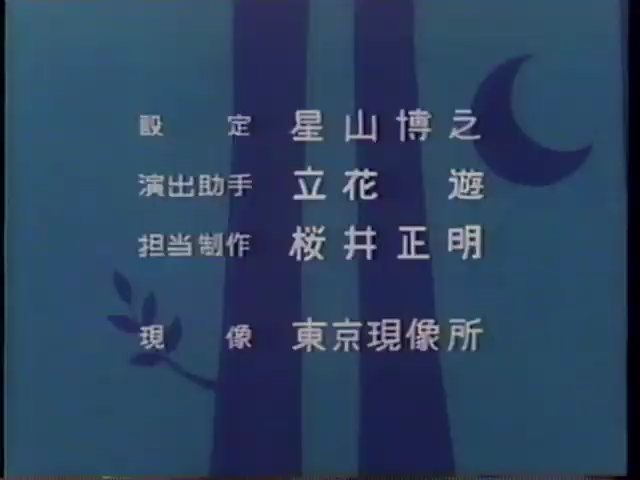 設定 星山博之
演出助手 立花遊
担当制作 桜井正明
現像 東京現像所